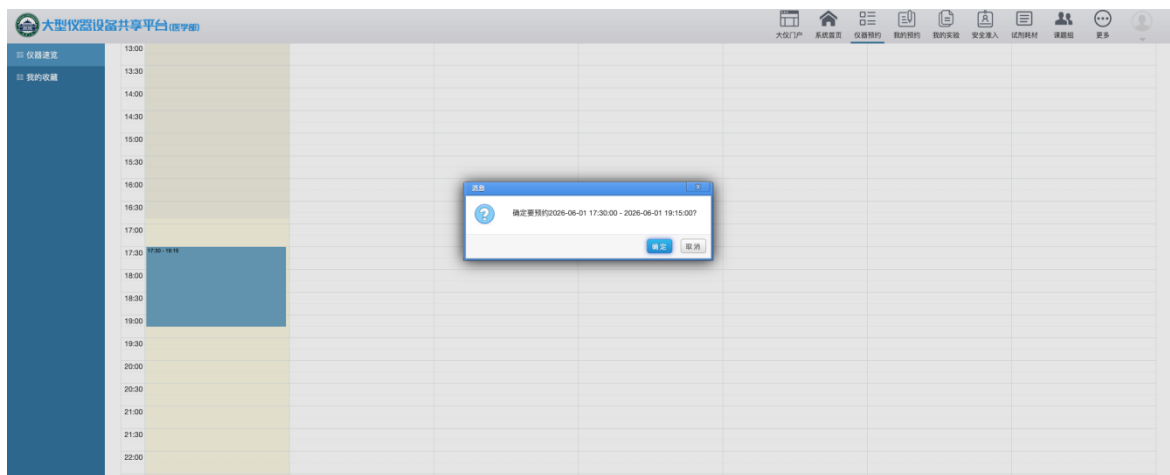 大型仪器设备共享平台(医学部)
大仪门户 系统首页 仪器预约 我的预约 我的实验 安全准入 试剂耗材 课题组 更多
仪器速览
我的收藏
13:00
13:30
14:00
14:30
15:00
15:30
16:00
16:30
17:00
17:30
17:30 - 19:15
18:00
18:30
19:00
19:30
20:00
20:30
21:00
21:30
22:00
消息
确定要预约2026-06-01 17:30:00 - 2026-06-01 19:15:00?
确定 取消